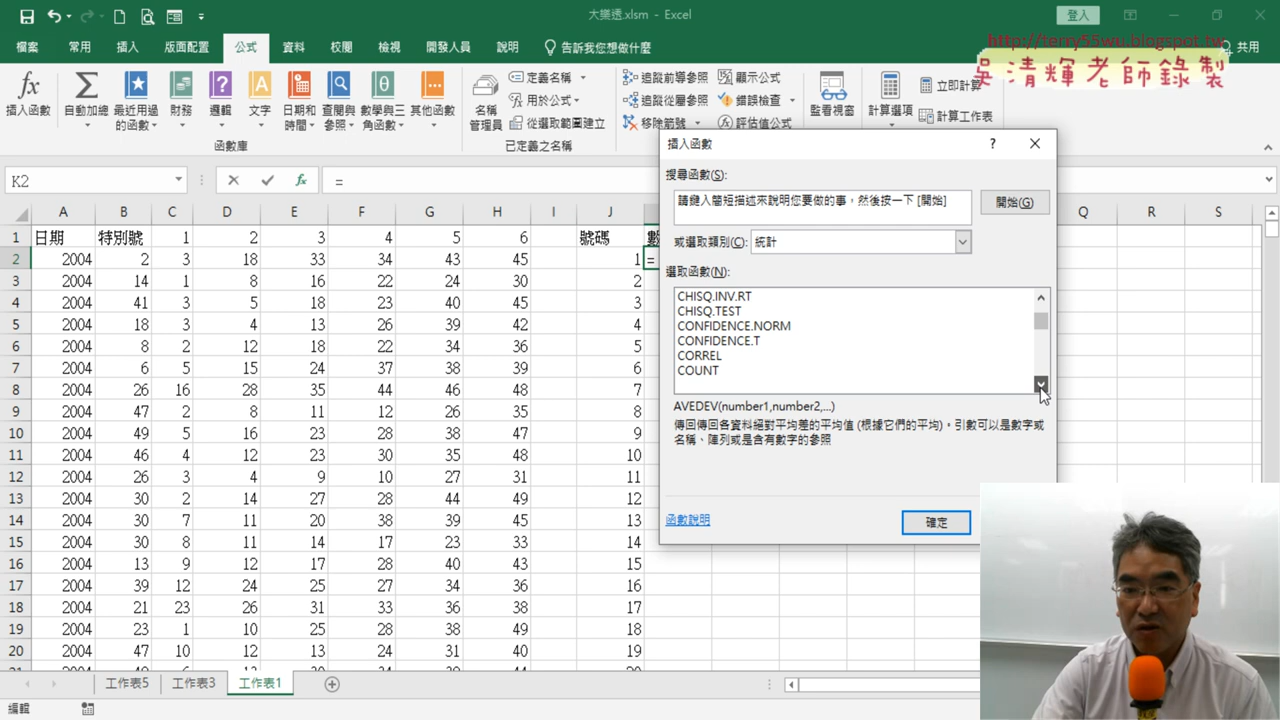 大樂透.xlsm - Excel
登入
http://terry55wu.blogspot.tw
吳清輝老師錄製
檔案 常用 插入 版面配置 公式 資料 校閱 檢視 開發人員 說明 告訴我您想做什麼 共用
插入函數 自動加總 最近用過的函數 財務 邏輯 文字 日期和時間 查閱與參照 數學與三角函數 其他函數
函數庫
名稱管理員 定義名稱 用於公式 從選取範圍建立
已定義之名稱
追蹤前導參照 追蹤從屬參照 移除箭號 顯示公式 錯誤檢查 評估值公式
監看視窗 計算選項 立即計算 計算工作表
K2 fx =
A B C D E F G H I J Q R S
1 日期 特別號 1 2 3 4 5 6 號碼 數
2 2004 2 3 18 33 34 43 45 1 =
3 2004 14 1 8 16 22 24 30 2
4 2004 41 3 5 18 23 40 45 3
5 2004 18 3 4 13 26 39 42 4
6 2004 8 2 12 18 22 34 36 5
7 2004 6 5 15 24 37 38 39 6
8 2004 26 16 28 35 44 46 48 7
9 2004 47 2 8 11 12 26 35 8
10 2004 49 5 16 23 28 38 47 9
11 2004 46 4 12 23 30 35 48 10
12 2004 26 3 4 9 10 27 31 11
13 2004 30 2 14 27 28 44 49 12
14 2004 30 7 11 20 38 39 45 13
15 2004 30 8 11 14 17 23 33 14
16 2004 13 9 12 17 28 40 43 15
17 2004 39 12 24 25 27 34 36 16
18 2004 21 23 26 31 33 36 38 17
19 2004 23 1 10 25 28 38 49 18
20 2004 47 10 12 13 24 31 40 19
插入函數 ?
搜尋函數(S):
請鍵入簡短描述來說明您要做的事，然後按一下 [開始]
開始(G)
或選取類別(C): 統計
選取函數(N):
CHISQ.INV.RT
CHISQ.TEST
CONFIDENCE.NORM
CONFIDENCE.T
CORREL
COUNT
AVEDEV(number1,number2,...)
傳回傳回各資料絕對平均差的平均值 (根據它們的平均)。引數可以是數字或
名稱、陣列或是含有數字的參照
函數說明
確定
工作表5 工作表3 工作表1
編輯